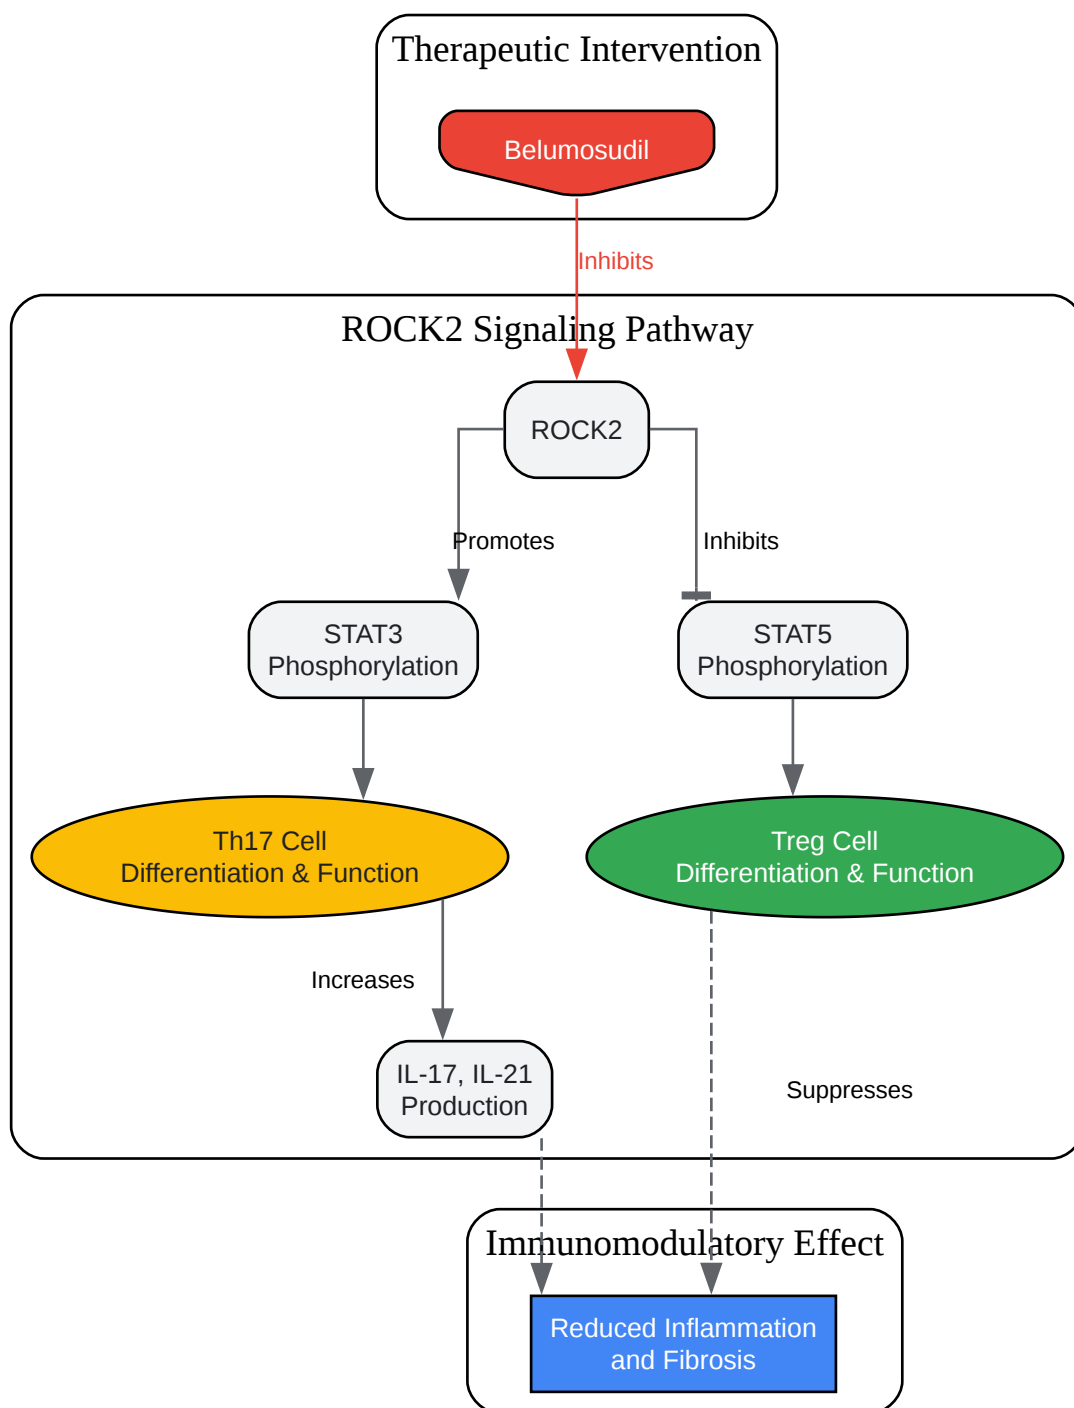 Therapeutic Intervention
Belumosudil
Inhibits
ROCK2 Signaling Pathway
ROCK2
Promotes
Inhibits
STAT3
Phosphorylation
STAT5
Phosphorylation
Th17 Cell
Differentiation & Function
Treg Cell
Differentiation & Function
Increases
IL-17, IL-21
Production
Suppresses
Immunomodulatory Effect
Reduced Inflammation
and Fibrosis